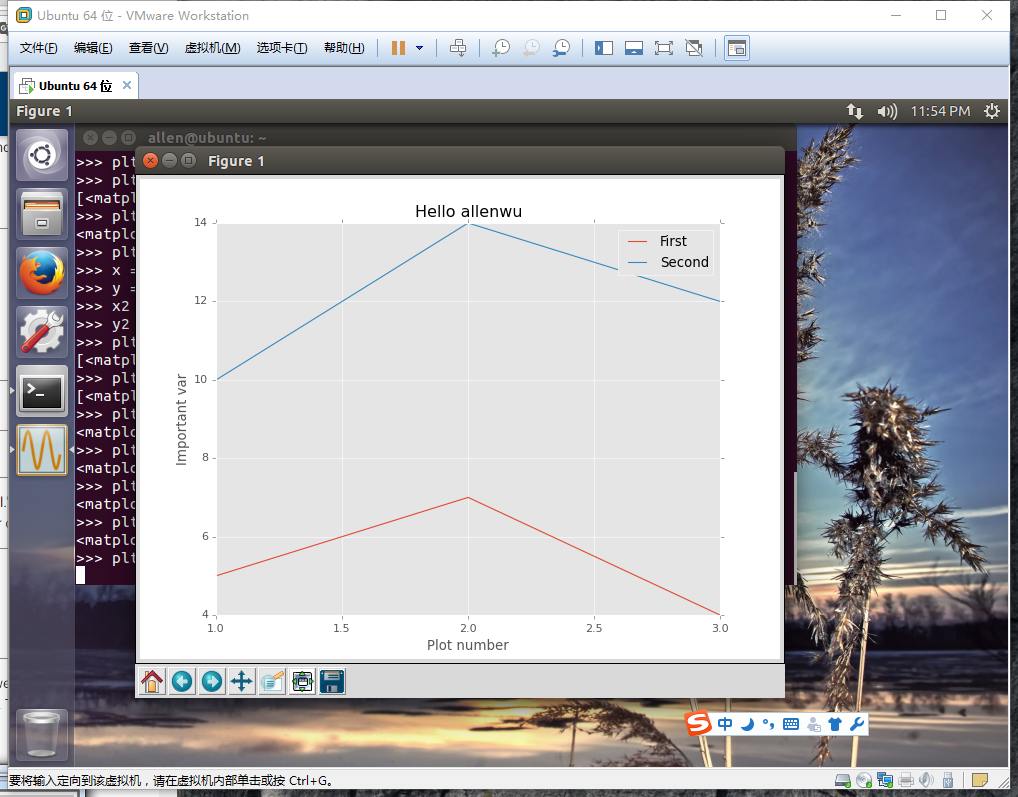 Ubuntu 64 位 - VMware Workstation
文件(F) 编辑(E) 查看(V) 虚拟机(M) 选项卡(T) 帮助(H)
Ubuntu 64 位
Figure 1
11:54 PM
allen@ubuntu: ~
Figure 1
>>> plt
>>> plt
[<matpl
>>> plt
<matplo
>>> plt
>>> x =
>>> y =
>>> x2
>>> y2
>>> plt
[<matpl
>>> plt
[<matpl
>>> plt
<matplo
>>> plt
<matplo
>>> plt
<matplo
>>> plt
<matplo
>>> plt
Hello allenwu
14
12
10
8
6
4
Important var
First
Second
1.0 1.5 2.0 2.5 3.0
Plot number
中
要将输入定向到该虚拟机，请在虚拟机内部单击或按 Ctrl+G。